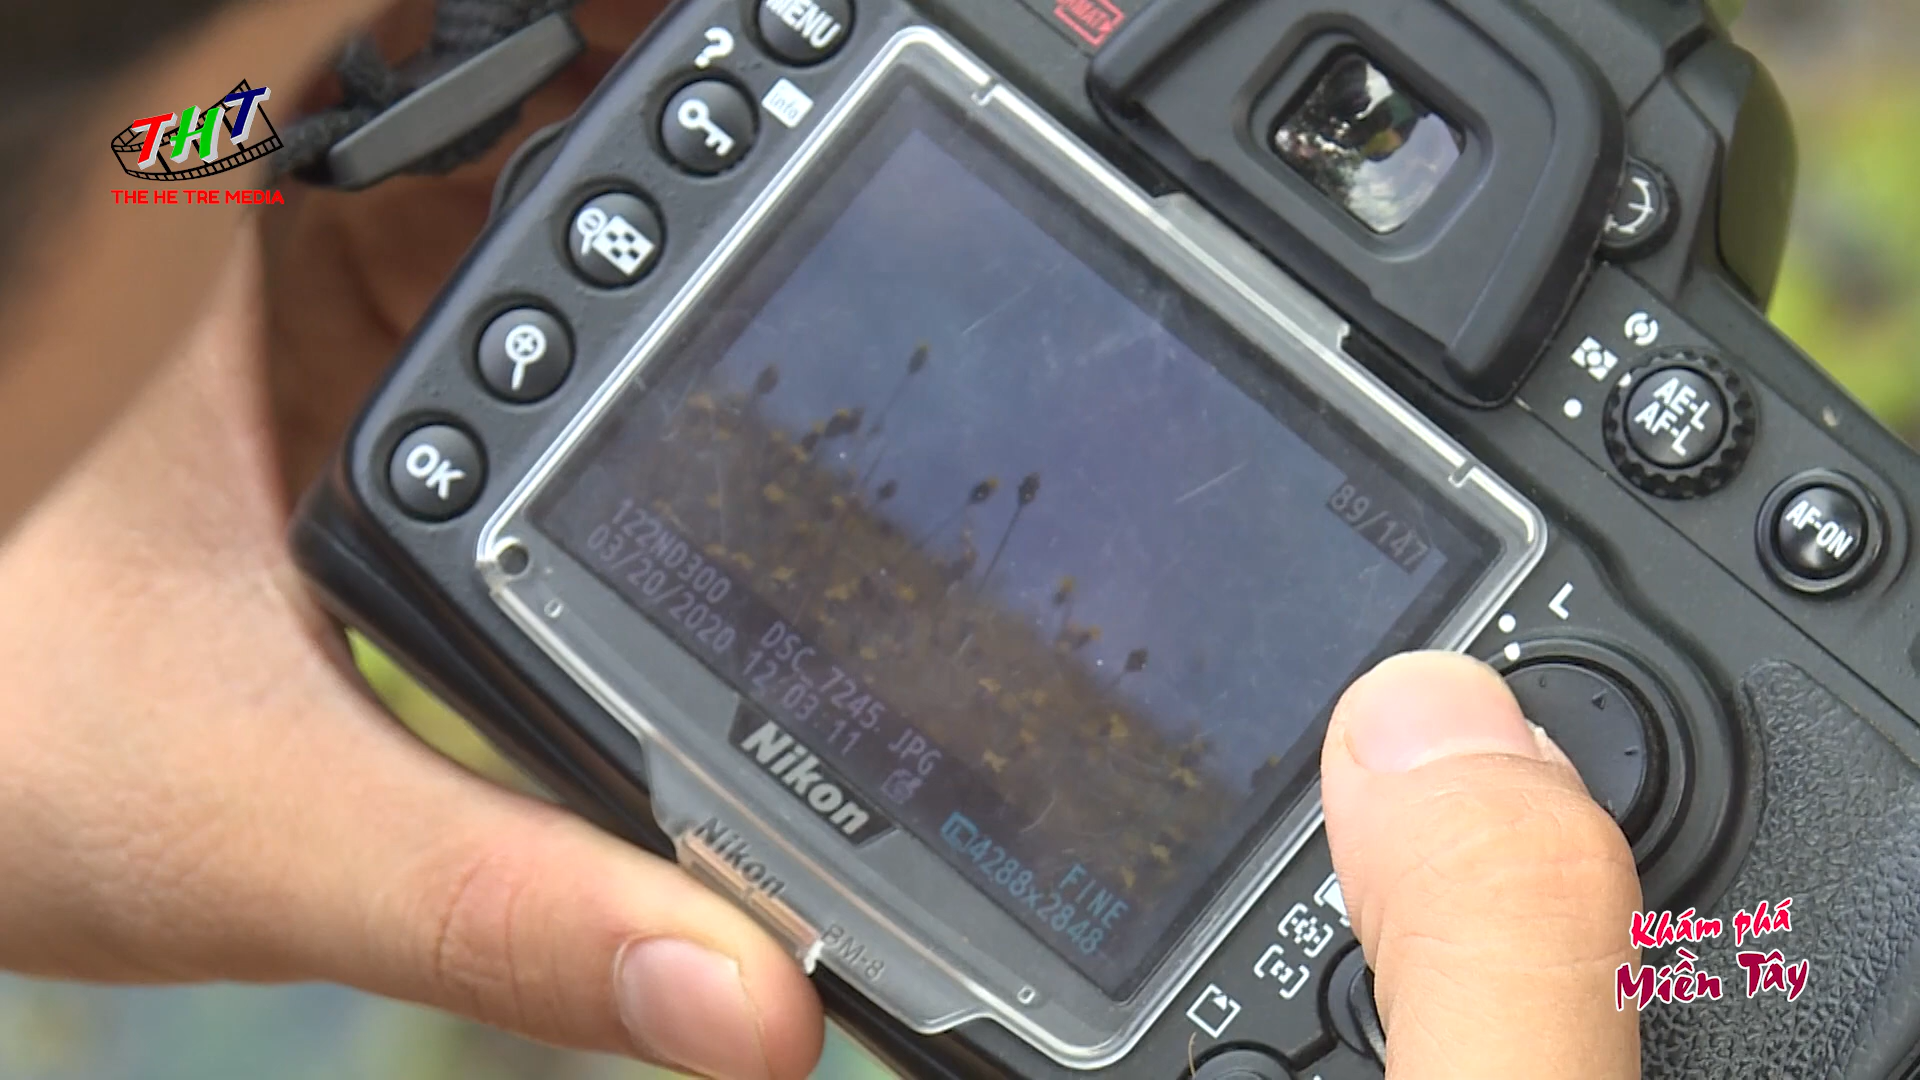 THT
THE HE TRE MEDIA
MENU
?
info
OK
AE-L
AF-L
AF-ON
L
89/147
122ND300 DSC_7245.JPG
03/20/2020 12:03:11
FINE
L 4288x2848
Nikon
Nikon
BM-8
Khám phá
Miền Tây